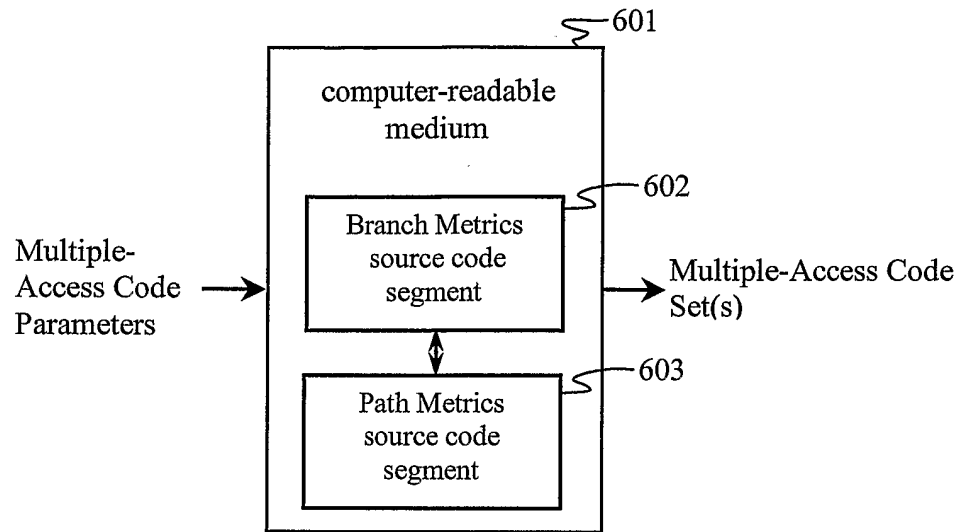 601
computer-readable
medium
602
Branch Metrics
source code
segment
Multiple-
Access Code
Parameters
Multiple-Access Code
Set(s)
603
Path Metrics
source code
segment